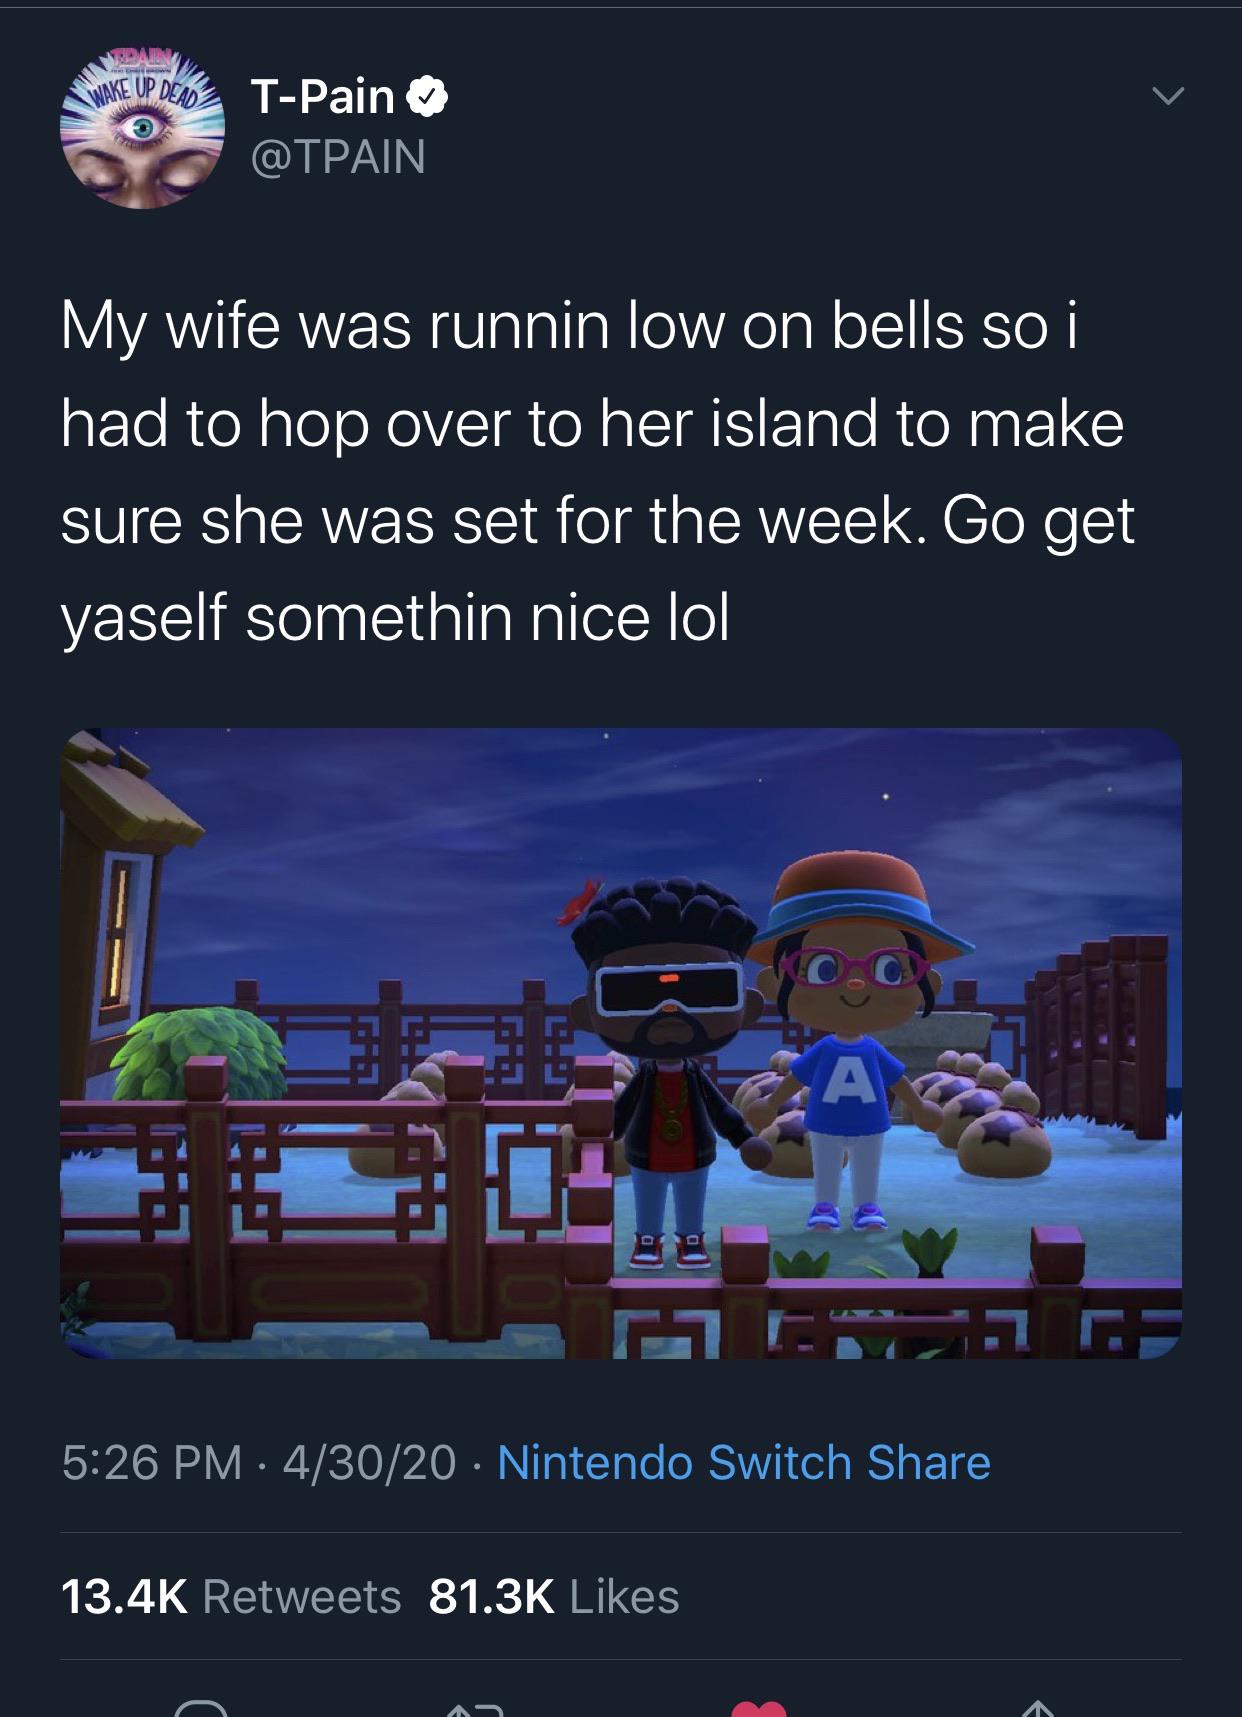 TPAIN
WAKE UP DEAD
T-Pain
@TPAIN
My wife was runnin low on bells so i
had to hop over to her island to make
sure she was set for the week. Go get
yaself somethin nice lol
A
5:26 PM · 4/30/20 · Nintendo Switch Share
13.4K Retweets 81.3K Likes